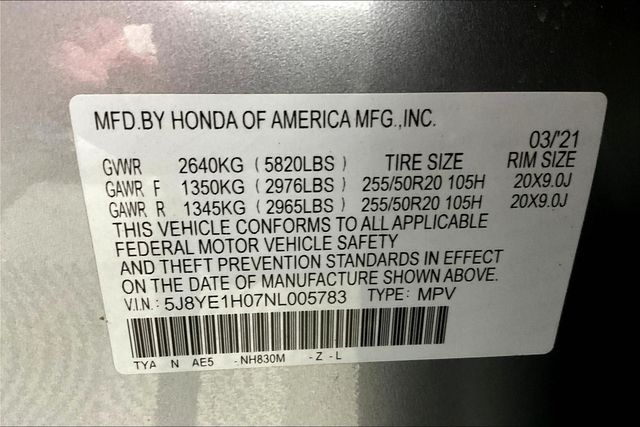 MFD.BY HONDA OF AMERICA MFG.,INC.
03/'21
GVWR 2640KG (5820LBS) TIRE SIZE RIM SIZE
GAWR F 1350KG (2976LBS) 255/50R20 105H 20X9.0J
GAWR R 1345KG (2965LBS) 255/50R20 105H 20X9.0J
THIS VEHICLE CONFORMS TO ALL APPLICABLE
FEDERAL MOTOR VEHICLE SAFETY
AND THEFT PREVENTION STANDARDS IN EFFECT
ON THE DATE OF MANUFACTURE SHOWN ABOVE.
V.I.N.: 5J8YE1H07NL005783 TYPE: MPV
TYA N AE5 -NH830M -Z-L